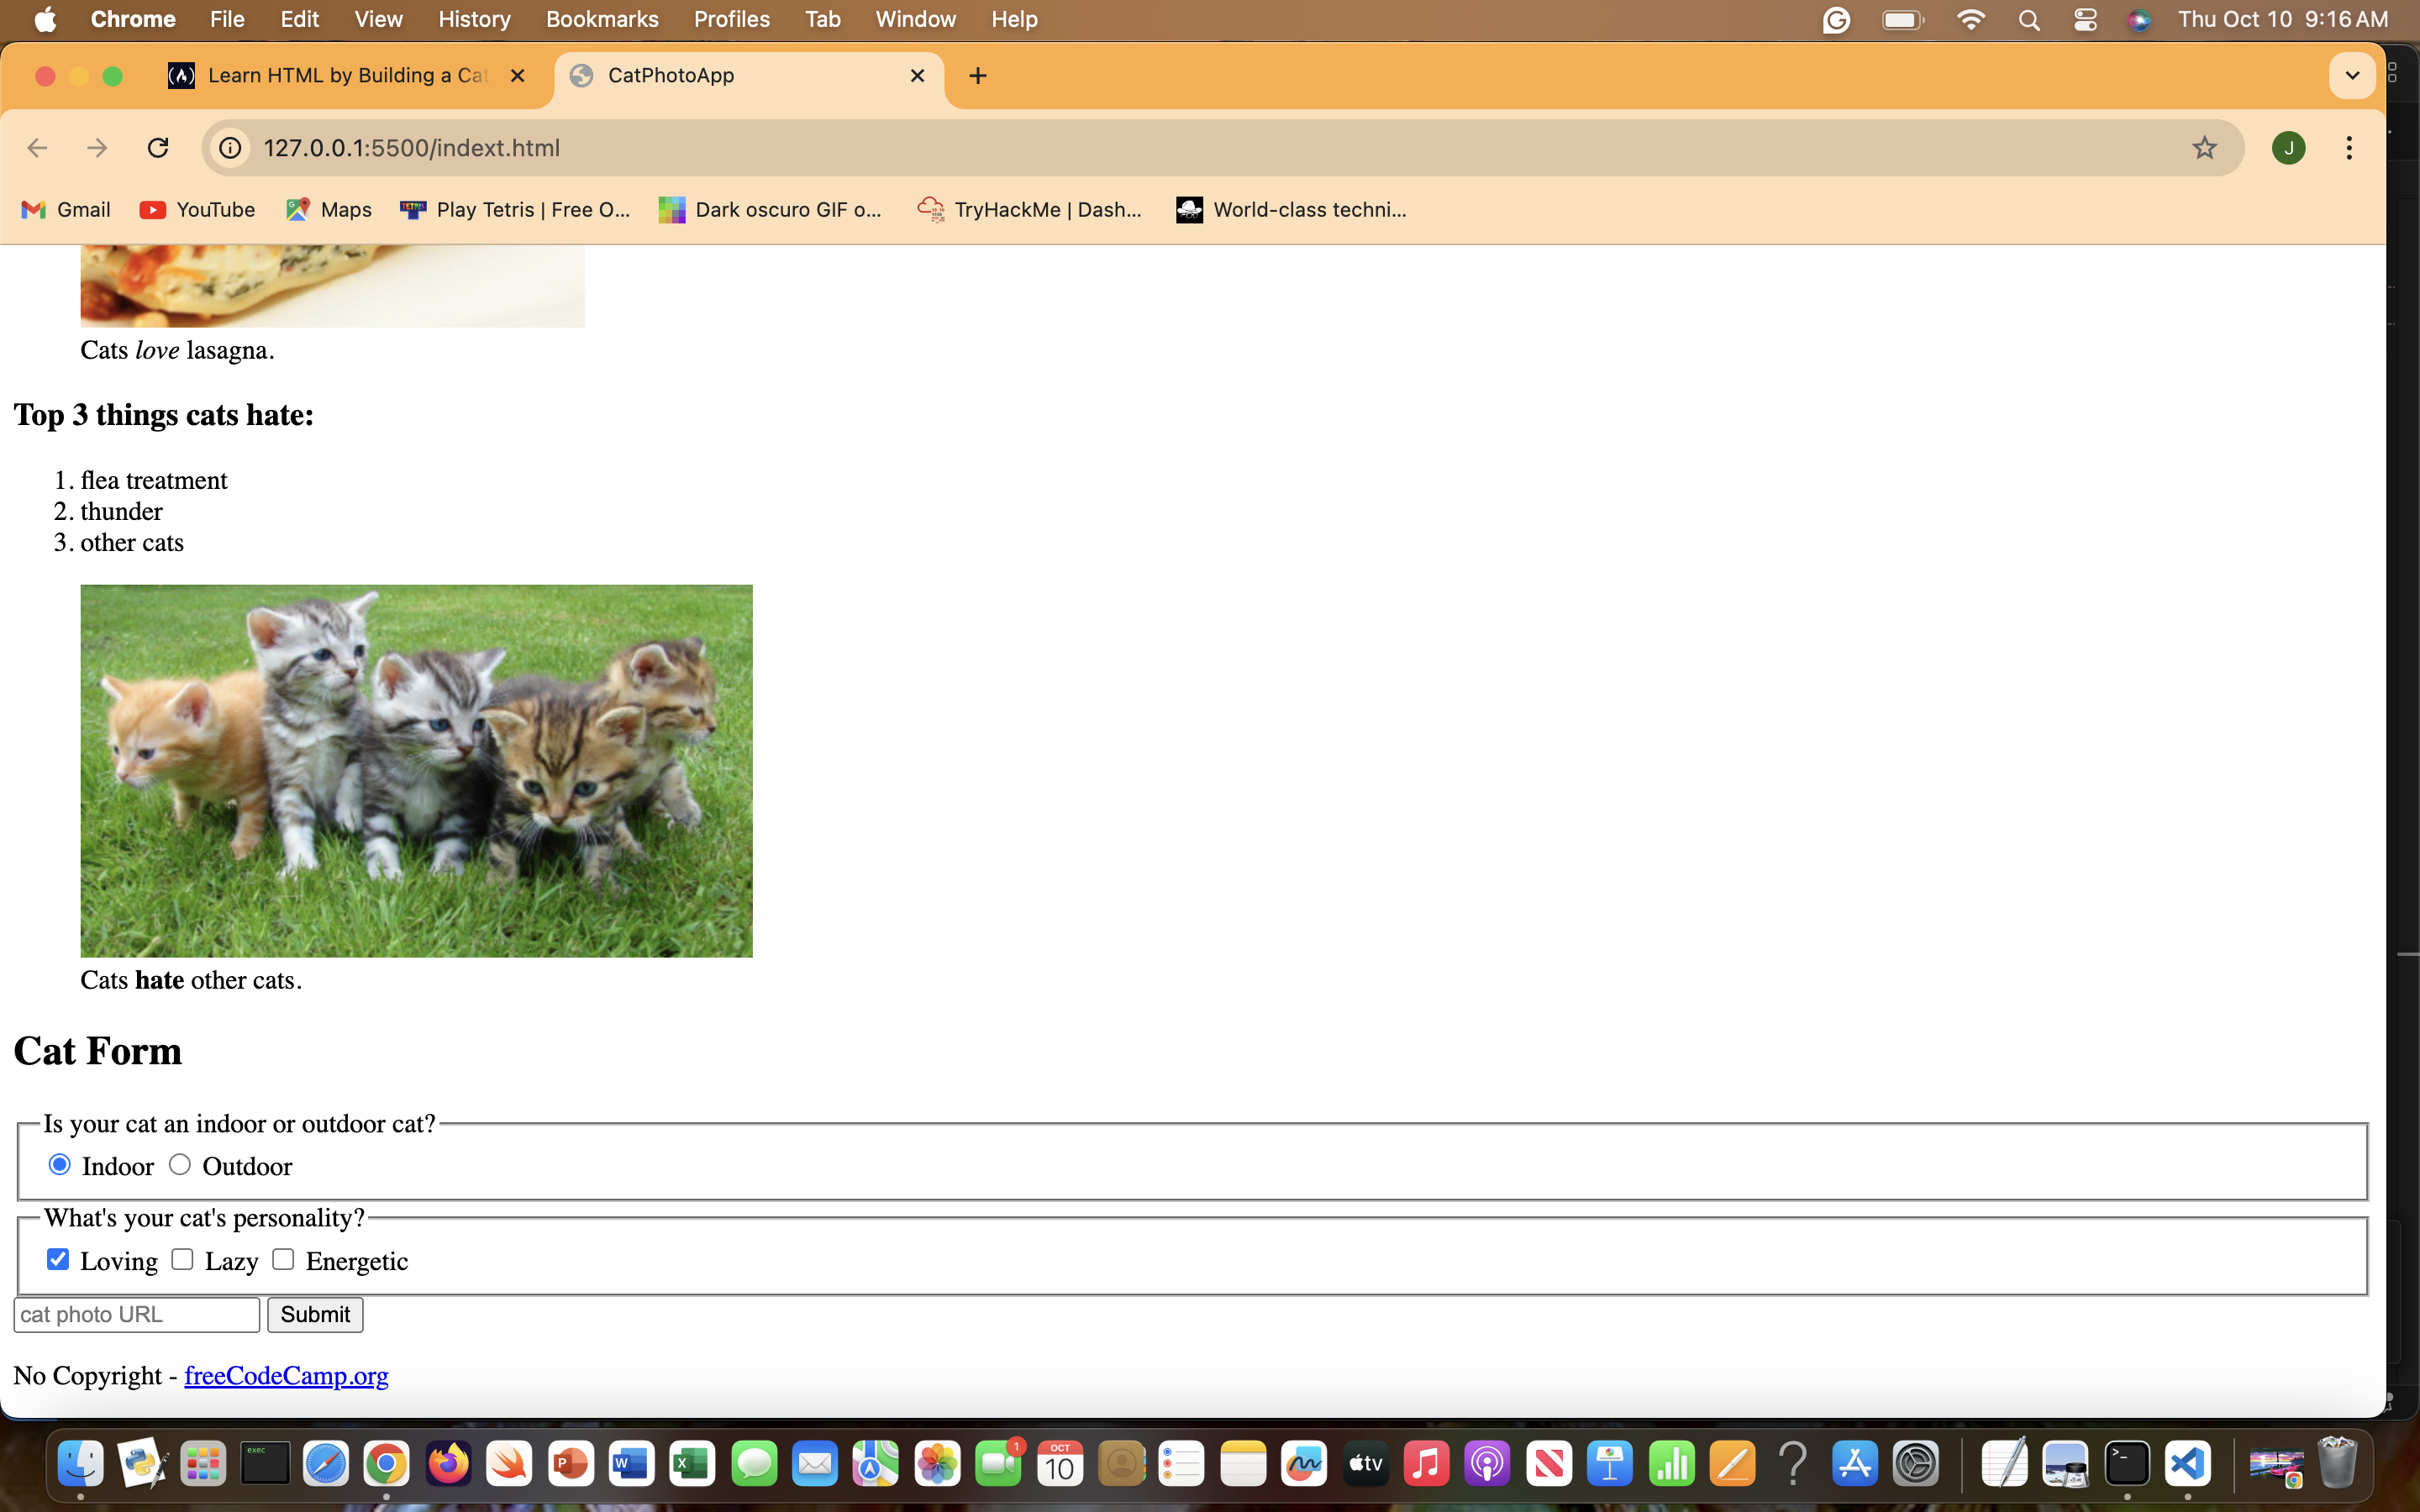 Chrome File Edit View History Bookmarks Profiles Tab Window Help Thu Oct 10 9:16 AM
Learn HTML by Building a Cat CatPhotoApp
127.0.0.1:5500/indext.html J
Gmail YouTube Maps Play Tetris | Free O... Dark oscuro GIF o... TryHackMe | Dash... World-class techni...
Cats love lasagna.
Top 3 things cats hate:
1. flea treatment
2. thunder
3. other cats
Cats hate other cats.
Cat Form
Is your cat an indoor or outdoor cat?
Indoor Outdoor
What's your cat's personality?
Loving Lazy Energetic
cat photo URL Submit
No Copyright - freeCodeCamp.org
exec P W X 1 OCT 10 tv